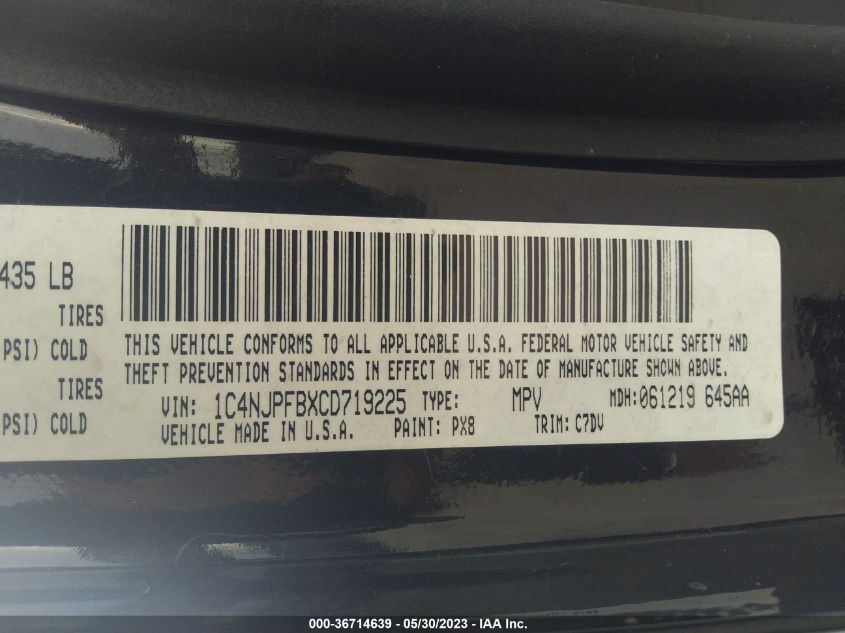 435 LB
TIRES
PSI) COLD
TIRES
PSI) COLD
THIS VEHICLE CONFORMS TO ALL APPLICABLE U.S.A. FEDERAL MOTOR VEHICLE SAFETY AND
THEFT PREVENTION STANDARDS IN EFFECT ON THE DATE OF MANUFACTURE SHOWN ABOVE.
VIN: 1C4NJPFBXCD719225 TYPE: MPV MDH:061219 645AA
VEHICLE MADE IN U.S.A. PAINT: PX8 TRIM: C7DV
000-36714639 - 05/30/2023 - IAA Inc.